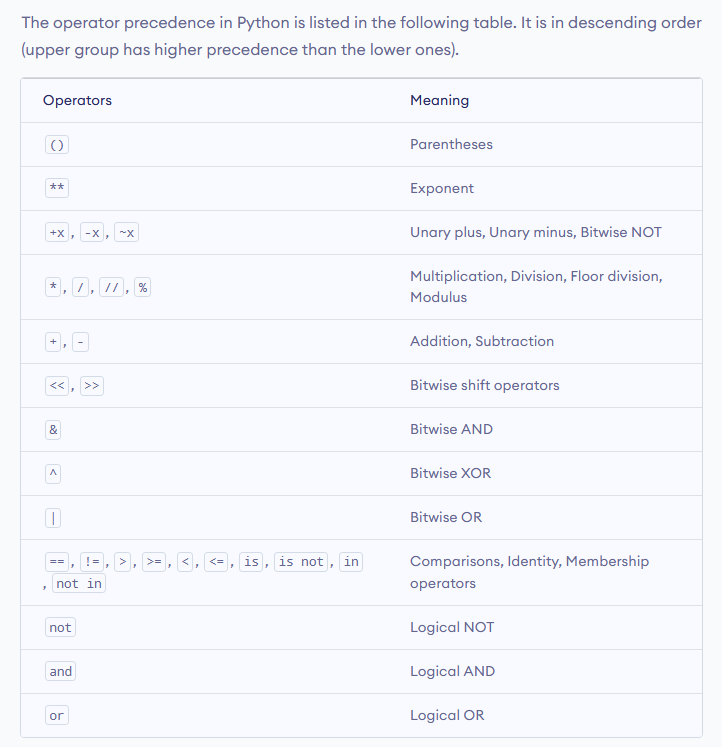 The operator precedence in Python is listed in the following table. It is in descending order
(upper group has higher precedence than the lower ones).
Operators Meaning
() Parentheses
** Exponent
+x, -x, ~x Unary plus, Unary minus, Bitwise NOT
*, /, //, % Multiplication, Division, Floor division,
Modulus
+, - Addition, Subtraction
<<, >> Bitwise shift operators
& Bitwise AND
^ Bitwise XOR
| Bitwise OR
==, !=, >, >=, <, <=, is, is not, in Comparisons, Identity, Membership
, not in operators
not Logical NOT
and Logical AND
or Logical OR